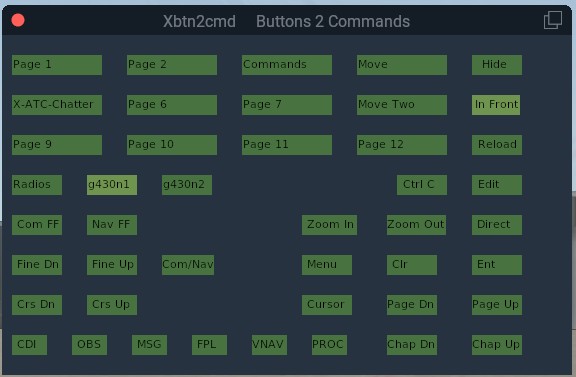 Xbtn2cmd Buttons 2 Commands
Page 1 Page 2 Commands Move Hide
X-ATC-Chatter Page 6 Page 7 Move Two In Front
Page 9 Page 10 Page 11 Page 12 Reload
Radios g430n1 g430n2 Ctrl C Edit
Com FF Nav FF Zoom In Zoom Out Direct
Fine Dn Fine Up Com/Nav Menu Clr Ent
Crs Dn Crs Up Cursor Page Dn Page Up
CDI OBS MSG FPL VNAV PROC Chap Dn Chap Up